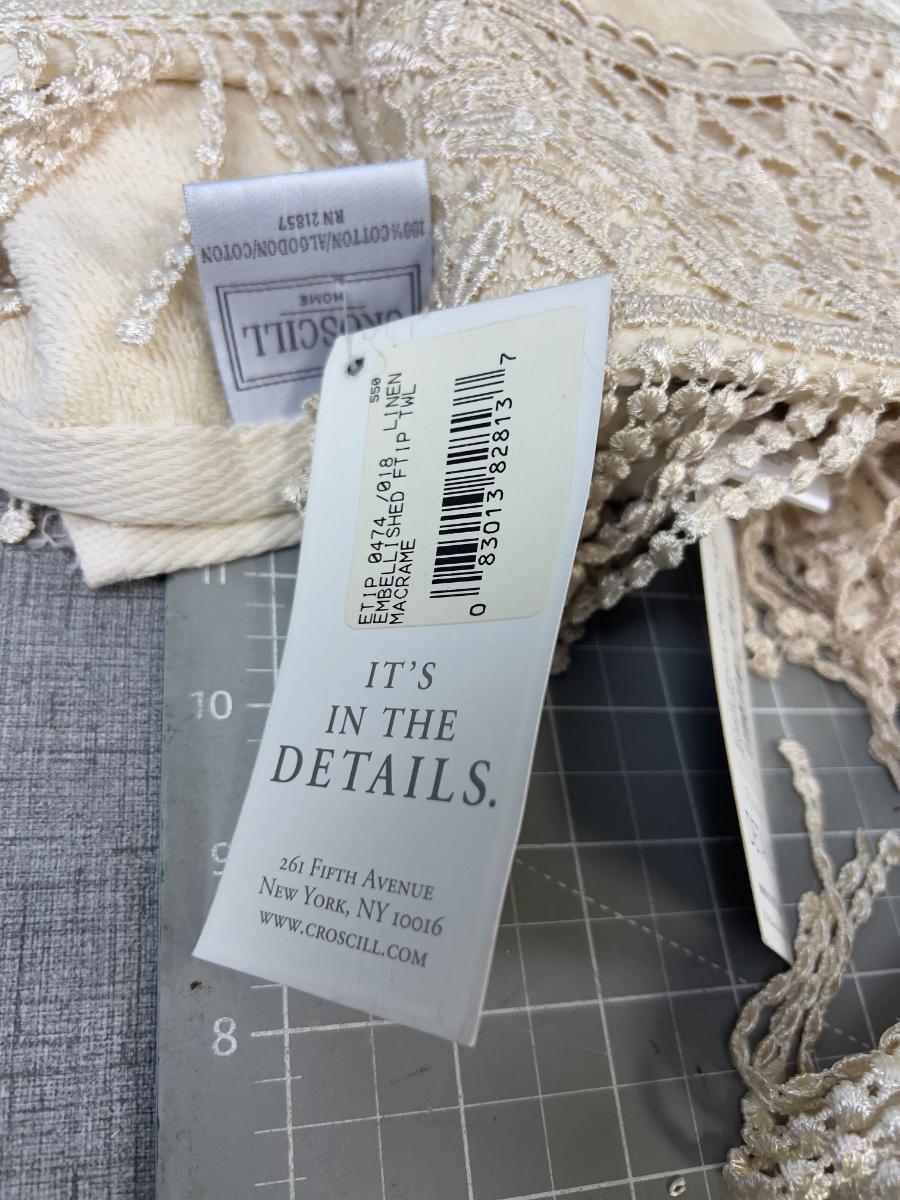 RN 21857
100% COTTON/ALGODON/COTON
HOME
CROSCILL
550
ETIP 0474 /018 LINEN
EMBELLISHED FTIP TWL
MACRAME
0 83013 82813 7
IT'S
IN THE
DETAILS.
261 FIFTH AVENUE
NEW YORK, NY 10016
WWW.CROSCILL.COM
11
10
9
8